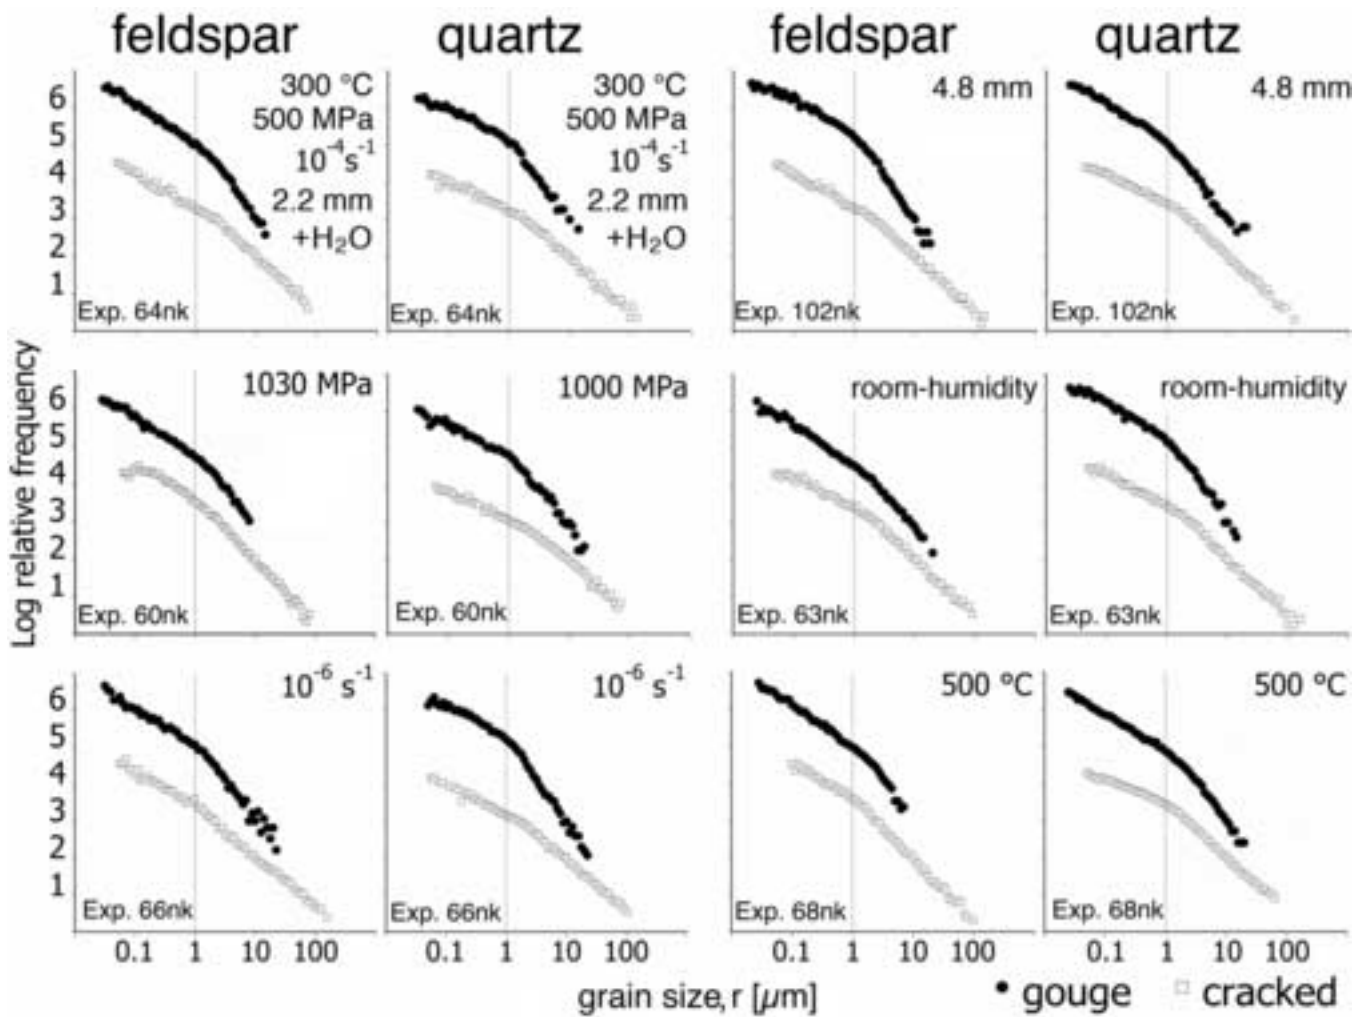 feldspar quartz feldspar quartz
300 °C 300 °C 4.8 mm 4.8 mm
500 MPa 500 MPa
10⁻⁴s⁻¹ 10⁻⁴s⁻¹
2.2 mm 2.2 mm
+H₂O +H₂O
6
5
4
3
2
1
Exp. 64nk Exp. 64nk Exp. 102nk Exp. 102nk
Log relative frequency
1030 MPa 1000 MPa room-humidity room-humidity
6
5
4
3
2
1
Exp. 60nk Exp. 60nk Exp. 63nk Exp. 63nk
10⁻⁶ s⁻¹ 10⁻⁶ s⁻¹ 500 °C 500 °C
6
5
4
3
2
1
Exp. 66nk Exp. 66nk Exp. 68nk Exp. 68nk
0.1 1 10 100 0.1 1 10 100 0.1 1 10 100 0.1 1 10 100
grain size, r [µm]
gouge cracked